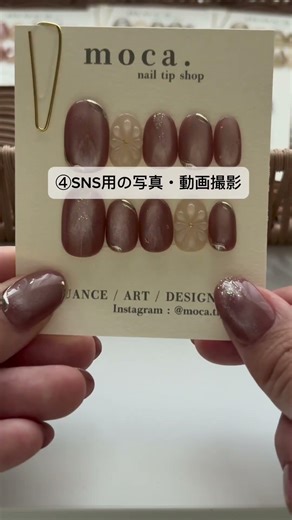 moca.
nail tip shop
④SNS用の写真・動画撮影
/ ART / DESIGN
Instagram : @moca.